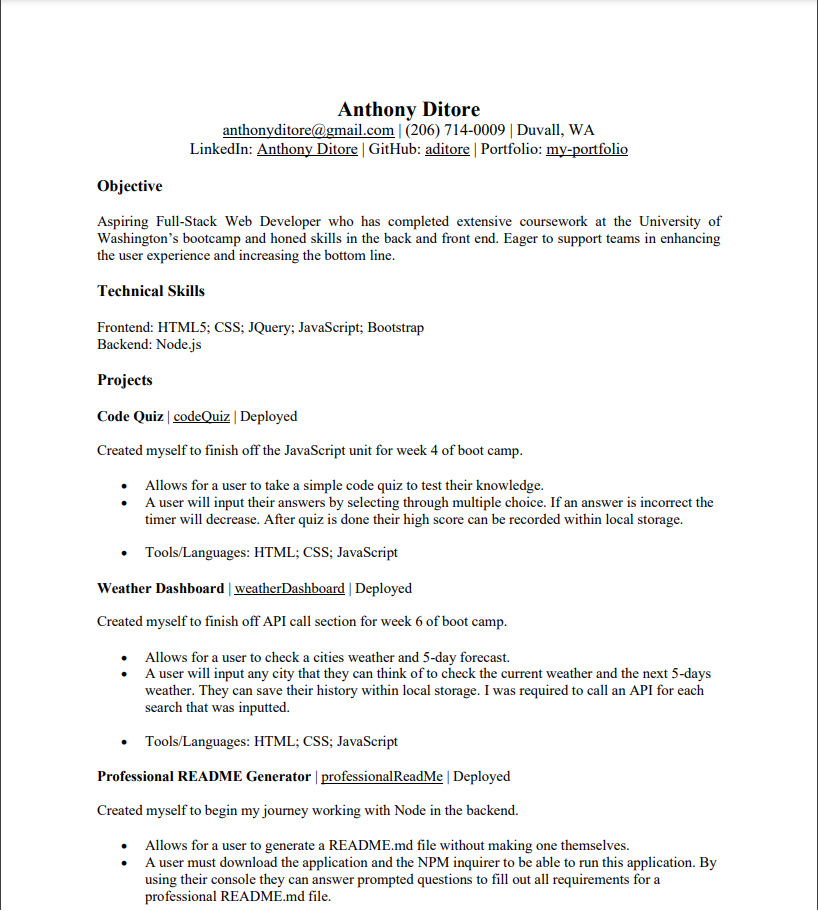 Anthony Ditore
anthonyditore@gmail.com | (206) 714-0009 | Duvall, WA
LinkedIn: Anthony Ditore | GitHub: aditore | Portfolio: my-portfolio
Objective
Aspiring Full-Stack Web Developer who has completed extensive coursework at the University of
Washington's bootcamp and honed skills in the back and front end. Eager to support teams in enhancing
the user experience and increasing the bottom line.
Technical Skills
Frontend: HTML5; CSS; JQuery; JavaScript; Bootstrap
Backend: Node.js
Projects
Code Quiz | codeQuiz | Deployed
Created myself to finish off the JavaScript unit for week 4 of boot camp.
• Allows for a user to take a simple code quiz to test their knowledge.
• A user will input their answers by selecting through multiple choice. If an answer is incorrect the
timer will decrease. After quiz is done their high score can be recorded within local storage.
• Tools/Languages: HTML; CSS; JavaScript
Weather Dashboard | weatherDashboard | Deployed
Created myself to finish off API call section for week 6 of boot camp.
• Allows for a user to check a cities weather and 5-day forecast.
• A user will input any city that they can think of to check the current weather and the next 5-days
weather. They can save their history within local storage. I was required to call an API for each
search that was inputted.
• Tools/Languages: HTML; CSS; JavaScript
Professional README Generator | professionalReadMe | Deployed
Created myself to begin my journey working with Node in the backend.
• Allows for a user to generate a README.md file without making one themselves.
• A user must download the application and the NPM inquirer to be able to run this application. By
using their console they can answer prompted questions to fill out all requirements for a
professional README.md file.